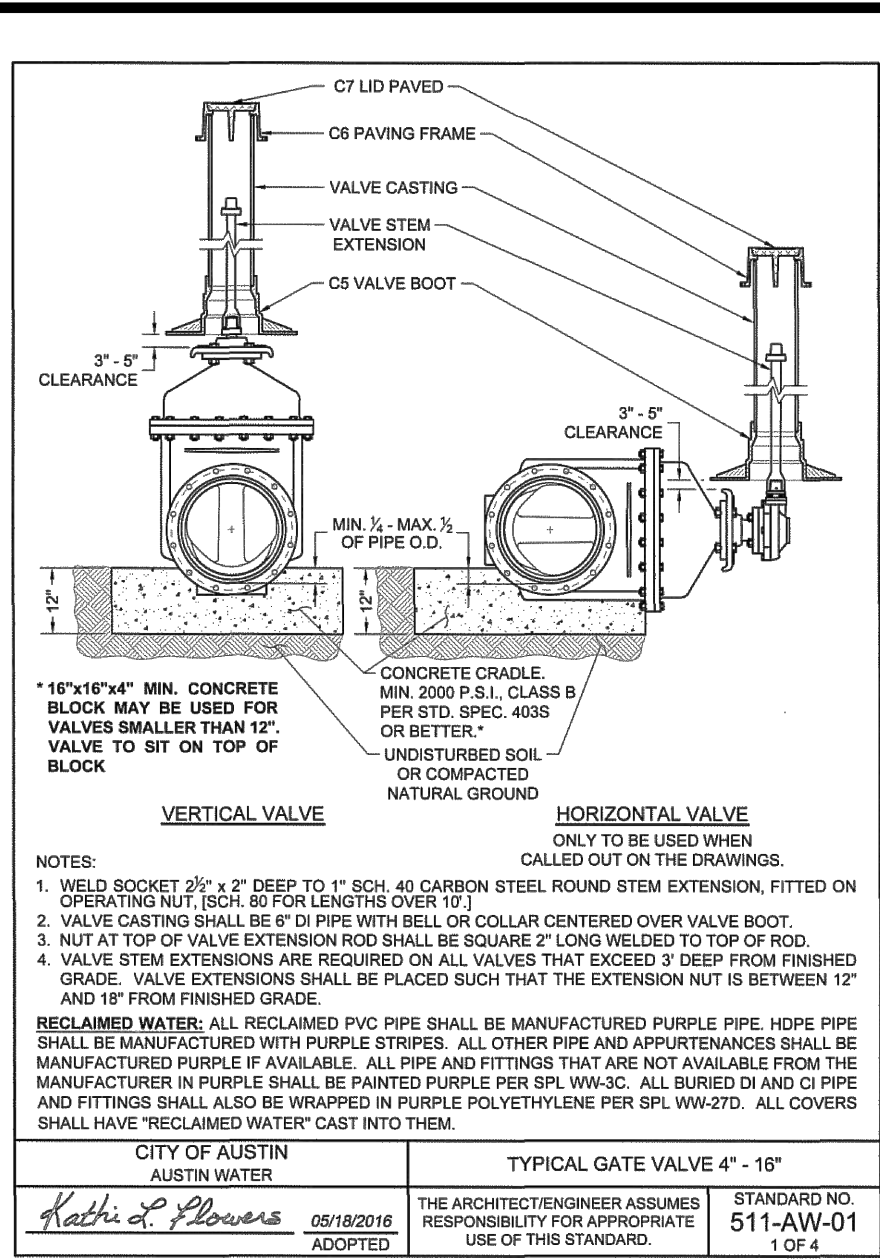 C7 LID PAVED
C6 PAVING FRAME
VALVE CASTING
VALVE STEM
EXTENSION
C5 VALVE BOOT
3" - 5"
CLEARANCE
3" - 5"
CLEARANCE
MIN. ¼ - MAX. ½
OF PIPE O.D.
12"
12"
CONCRETE CRADLE.
MIN. 2000 P.S.I., CLASS B
PER STD. SPEC. 403S
OR BETTER.*
UNDISTURBED SOIL
OR COMPACTED
NATURAL GROUND
* 16"x16"x4" MIN. CONCRETE
BLOCK MAY BE USED FOR
VALVES SMALLER THAN 12".
VALVE TO SIT ON TOP OF
BLOCK
VERTICAL VALVE
HORIZONTAL VALVE
ONLY TO BE USED WHEN
CALLED OUT ON THE DRAWINGS.
NOTES:
1. WELD SOCKET 2½" x 2" DEEP TO 1" SCH. 40 CARBON STEEL ROUND STEM EXTENSION, FITTED ON
OPERATING NUT, [SCH. 80 FOR LENGTHS OVER 10'.]
2. VALVE CASTING SHALL BE 6" DI PIPE WITH BELL OR COLLAR CENTERED OVER VALVE BOOT.
3. NUT AT TOP OF VALVE EXTENSION ROD SHALL BE SQUARE 2" LONG WELDED TO TOP OF ROD.
4. VALVE STEM EXTENSIONS ARE REQUIRED ON ALL VALVES THAT EXCEED 3' DEEP FROM FINISHED
GRADE. VALVE EXTENSIONS SHALL BE PLACED SUCH THAT THE EXTENSION NUT IS BETWEEN 12"
AND 18" FROM FINISHED GRADE.
RECLAIMED WATER: ALL RECLAIMED PVC PIPE SHALL BE MANUFACTURED PURPLE PIPE. HDPE PIPE
SHALL BE MANUFACTURED WITH PURPLE STRIPES. ALL OTHER PIPE AND APPURTENANCES SHALL BE
MANUFACTURED PURPLE IF AVAILABLE. ALL PIPE AND FITTINGS THAT ARE NOT AVAILABLE FROM THE
MANUFACTURER IN PURPLE SHALL BE PAINTED PURPLE PER SPL WW-3C. ALL BURIED DI AND CI PIPE
AND FITTINGS SHALL ALSO BE WRAPPED IN PURPLE POLYETHYLENE PER SPL WW-27D. ALL COVERS
SHALL HAVE "RECLAIMED WATER" CAST INTO THEM.
CITY OF AUSTIN
AUSTIN WATER
TYPICAL GATE VALVE 4" - 16"
Kathi L. Flowers
05/18/2016
ADOPTED
THE ARCHITECT/ENGINEER ASSUMES
RESPONSIBILITY FOR APPROPRIATE
USE OF THIS STANDARD.
STANDARD NO.
511-AW-01
1 OF 4